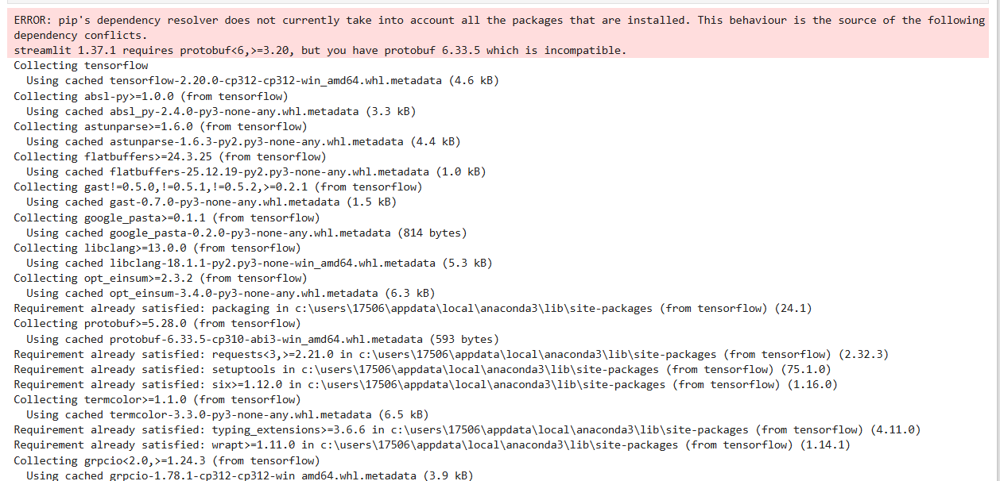 ERROR: pip's dependency resolver does not currently take into account all the packages that are installed. This behaviour is the source of the following
dependency conflicts.
streamlit 1.37.1 requires protobuf<6,>=3.20, but you have protobuf 6.33.5 which is incompatible.
Collecting tensorflow
  Using cached tensorflow-2.20.0-cp312-cp312-win_amd64.whl.metadata (4.6 kB)
Collecting absl-py>=1.0.0 (from tensorflow)
  Using cached absl_py-2.4.0-py3-none-any.whl.metadata (3.3 kB)
Collecting astunparse>=1.6.0 (from tensorflow)
  Using cached astunparse-1.6.3-py2.py3-none-any.whl.metadata (4.4 kB)
Collecting flatbuffers>=24.3.25 (from tensorflow)
  Using cached flatbuffers-25.12.19-py2.py3-none-any.whl.metadata (1.0 kB)
Collecting gast!=0.5.0,!=0.5.1,!=0.5.2,>=0.2.1 (from tensorflow)
  Using cached gast-0.7.0-py3-none-any.whl.metadata (1.5 kB)
Collecting google_pasta>=0.1.1 (from tensorflow)
  Using cached google_pasta-0.2.0-py3-none-any.whl.metadata (814 bytes)
Collecting libclang>=13.0.0 (from tensorflow)
  Using cached libclang-18.1.1-py2.py3-none-win_amd64.whl.metadata (5.3 kB)
Collecting opt_einsum>=2.3.2 (from tensorflow)
  Using cached opt_einsum-3.4.0-py3-none-any.whl.metadata (6.3 kB)
Requirement already satisfied: packaging in c:\users\17506\appdata\local\anaconda3\lib\site-packages (from tensorflow) (24.1)
Collecting protobuf>=5.28.0 (from tensorflow)
  Using cached protobuf-6.33.5-cp310-abi3-win_amd64.whl.metadata (593 bytes)
Requirement already satisfied: requests<3,>=2.21.0 in c:\users\17506\appdata\local\anaconda3\lib\site-packages (from tensorflow) (2.32.3)
Requirement already satisfied: setuptools in c:\users\17506\appdata\local\anaconda3\lib\site-packages (from tensorflow) (75.1.0)
Requirement already satisfied: six>=1.12.0 in c:\users\17506\appdata\local\anaconda3\lib\site-packages (from tensorflow) (1.16.0)
Collecting termcolor>=1.1.0 (from tensorflow)
  Using cached termcolor-3.3.0-py3-none-any.whl.metadata (6.5 kB)
Requirement already satisfied: typing_extensions>=3.6.6 in c:\users\17506\appdata\local\anaconda3\lib\site-packages (from tensorflow) (4.11.0)
Requirement already satisfied: wrapt>=1.11.0 in c:\users\17506\appdata\local\anaconda3\lib\site-packages (from tensorflow) (1.14.1)
Collecting grpcio<2.0,>=1.24.3 (from tensorflow)
  Using cached grpcio-1.78.1-cp312-cp312-win_amd64.whl.metadata (3.9 kB)